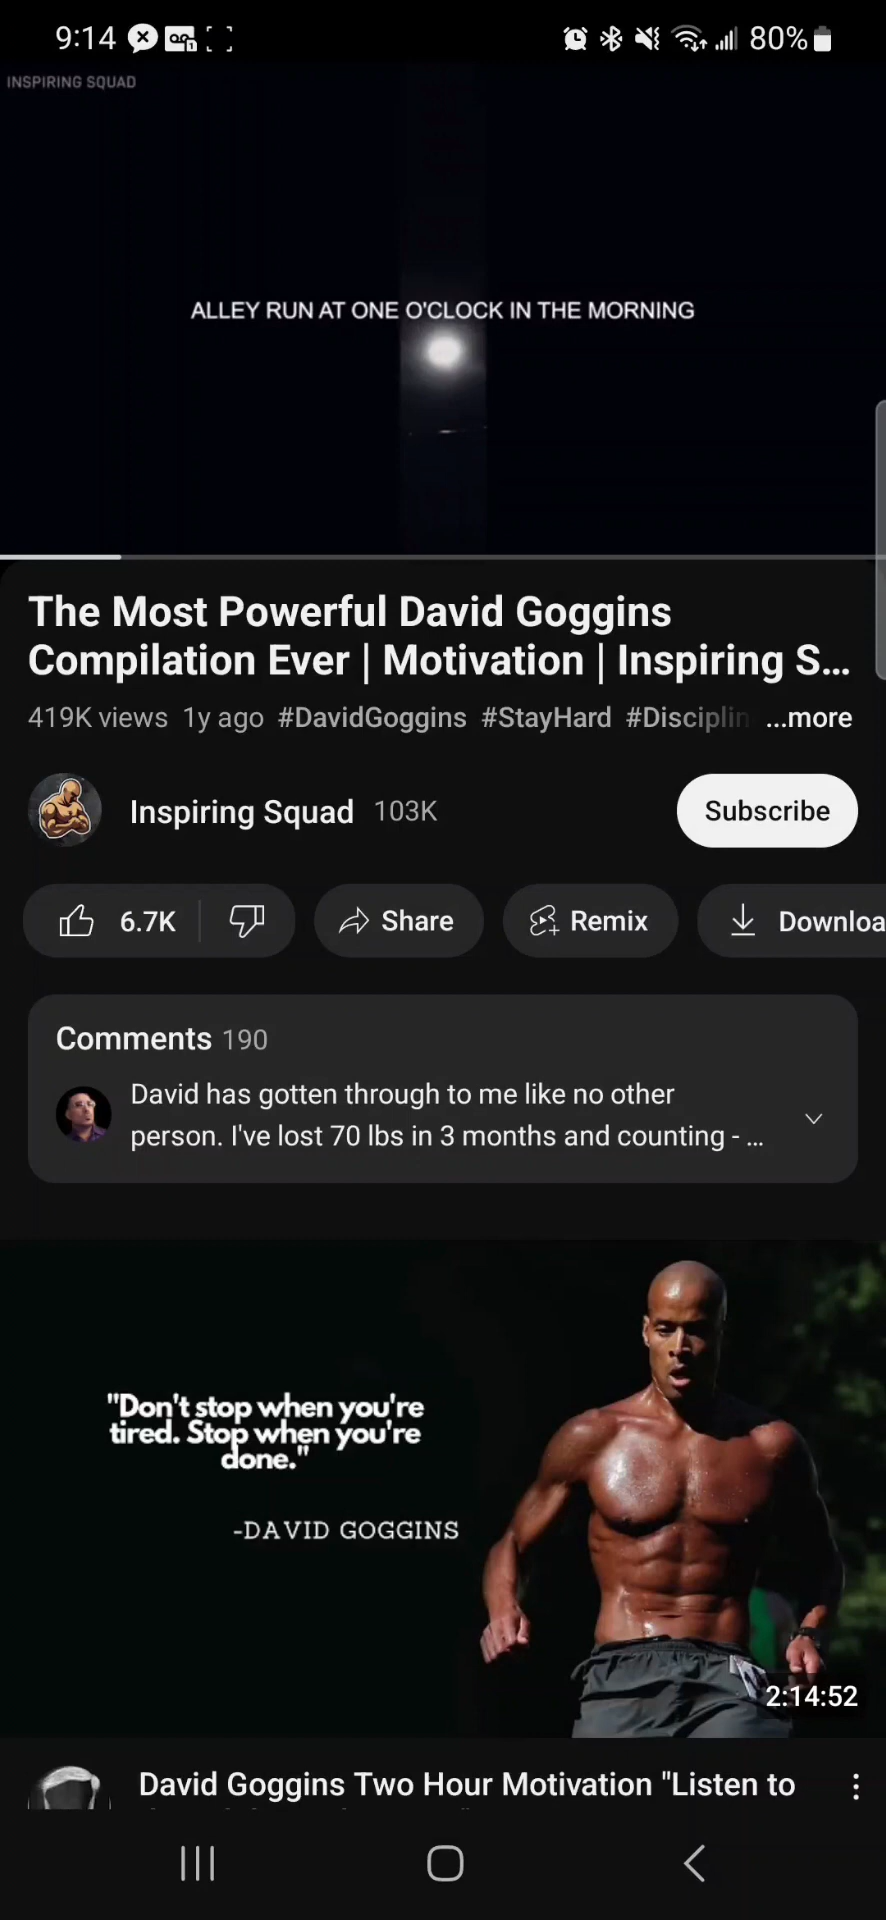 9:14
80%
INSPIRING SQUAD
ALLEY RUN AT ONE O'CLOCK IN THE MORNING
The Most Powerful David Goggins
Compilation Ever | Motivation | Inspiring S...
419K views 1y ago #DavidGoggins #StayHard #Disciplin ...more
Inspiring Squad 103K
Subscribe
6.7K
Share
Remix
Downloa
Comments 190
David has gotten through to me like no other
person. I've lost 70 lbs in 3 months and counting - ...
"Don't stop when you're
tired. Stop when you're
done."
-DAVID GOGGINS
2:14:52
David Goggins Two Hour Motivation "Listen to